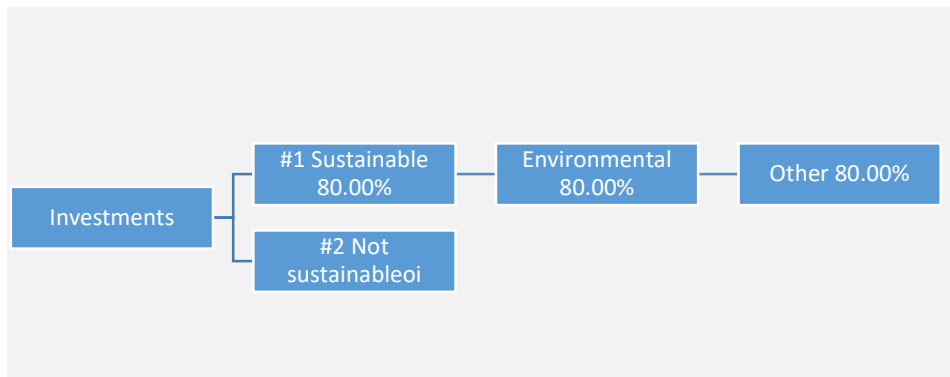 Investments
#1 Sustainable
80.00%
Environmental
80.00%
Other 80.00%
#2 Not
sustainableoi